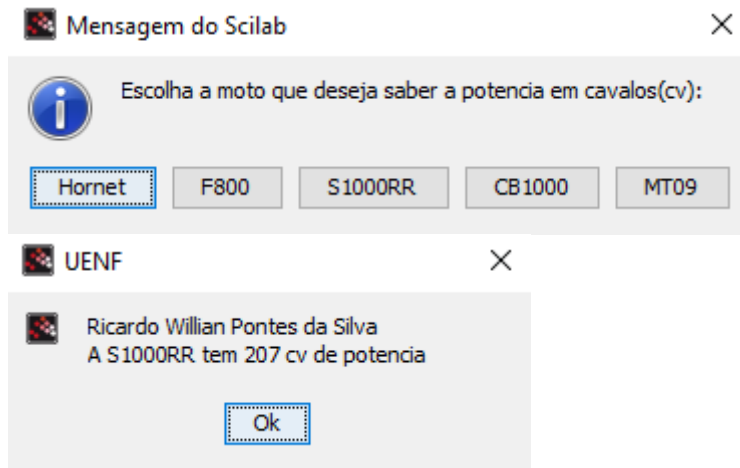 Mensagem do Scilab
Escolha a moto que deseja saber a potencia em cavalos(cv):
Hornet F800 S1000RR CB1000 MT09
UENF
Ricardo Willian Pontes da Silva
A S1000RR tem 207 cv de potencia
Ok